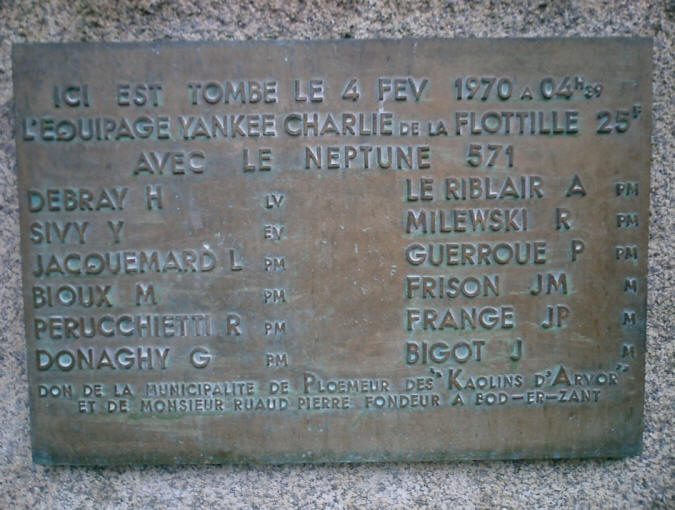 ICI EST TOMBE LE 4 FEV 1970 A 04H39
L'EQUIPAGE YANKEE CHARLIE DE LA FLOTTILLE 25F
AVEC LE NEPTUNE 571
DEBRAY H LV
SIVY Y EV
JACQUEMARD L PM
BIOUX M PM
PERUCCHIETTI R PM
DONAGHY G PM
LE RIBLAIR A PM
MILEWSKI R PM
GUERROUE P PM
FRISON JM M
FRANGE JP M
BIGOT J M
DON DE LA MUNICIPALITE DE PLOEMEUR DES "KAOLINS D'ARVOR"
ET DE MONSIEUR RUAUD PIERRE FONDEUR A BOD-ER-ZANT